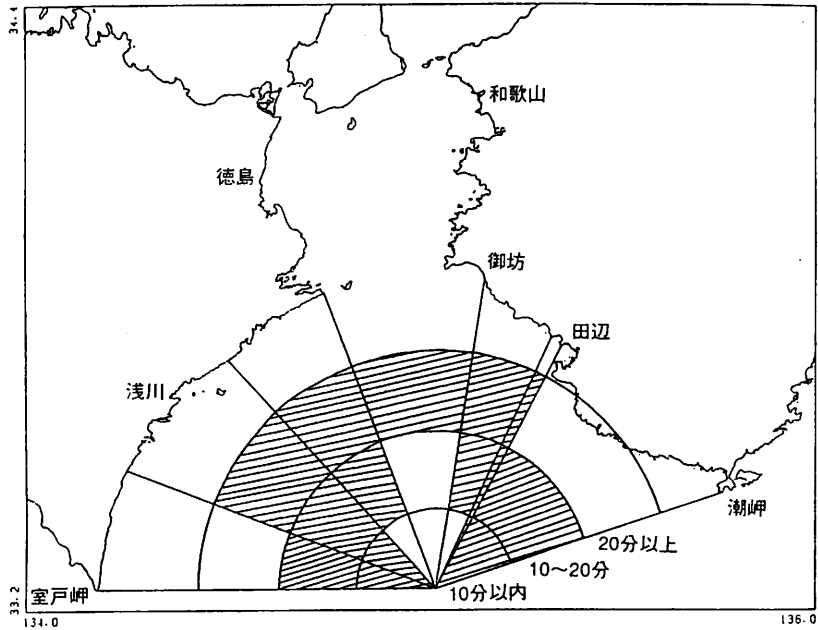 34.4
和歌山
徳島
御坊
田辺
浅川
潮岬
20分以上
10〜20分
10分以内
室戸岬
33.2
134.0
136.0